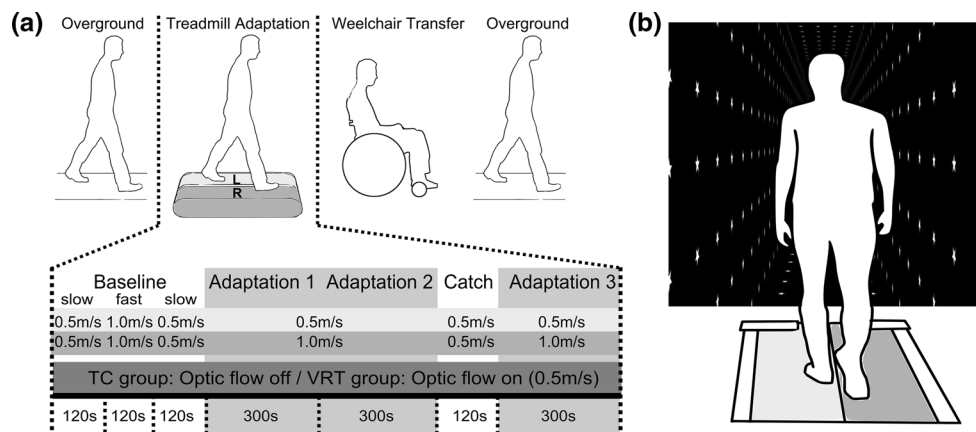 (a)
Overground Treadmill Adaptation Weelchair Transfer Overground
L
R
Baseline Adaptation 1 Adaptation 2 Catch Adaptation 3
slow fast slow
0.5m/s 1.0m/s 0.5m/s 0.5m/s 0.5m/s 0.5m/s
0.5m/s 1.0m/s 0.5m/s 1.0m/s 0.5m/s 1.0m/s
TC group: Optic flow off / VRT group: Optic flow on (0.5m/s)
120s 120s 120s 300s 300s 120s 300s
(b)